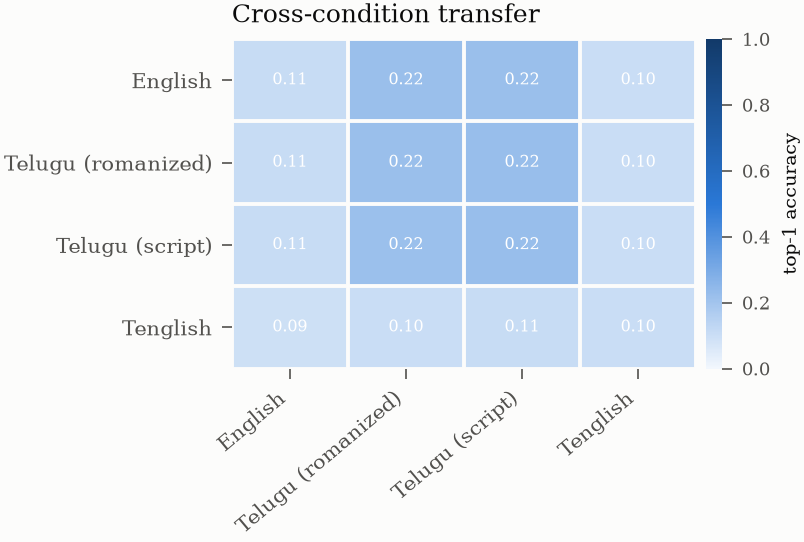 Cross-condition transfer
English 0.11 0.22 0.22 0.10
Telugu (romanized) 0.11 0.22 0.22 0.10
Telugu (script) 0.11 0.22 0.22 0.10
Tenglish 0.09 0.10 0.11 0.10
English
Telugu (romanized)
Telugu (script)
Tenglish
1.0
0.8
0.6
0.4
0.2
0.0
top-1 accuracy